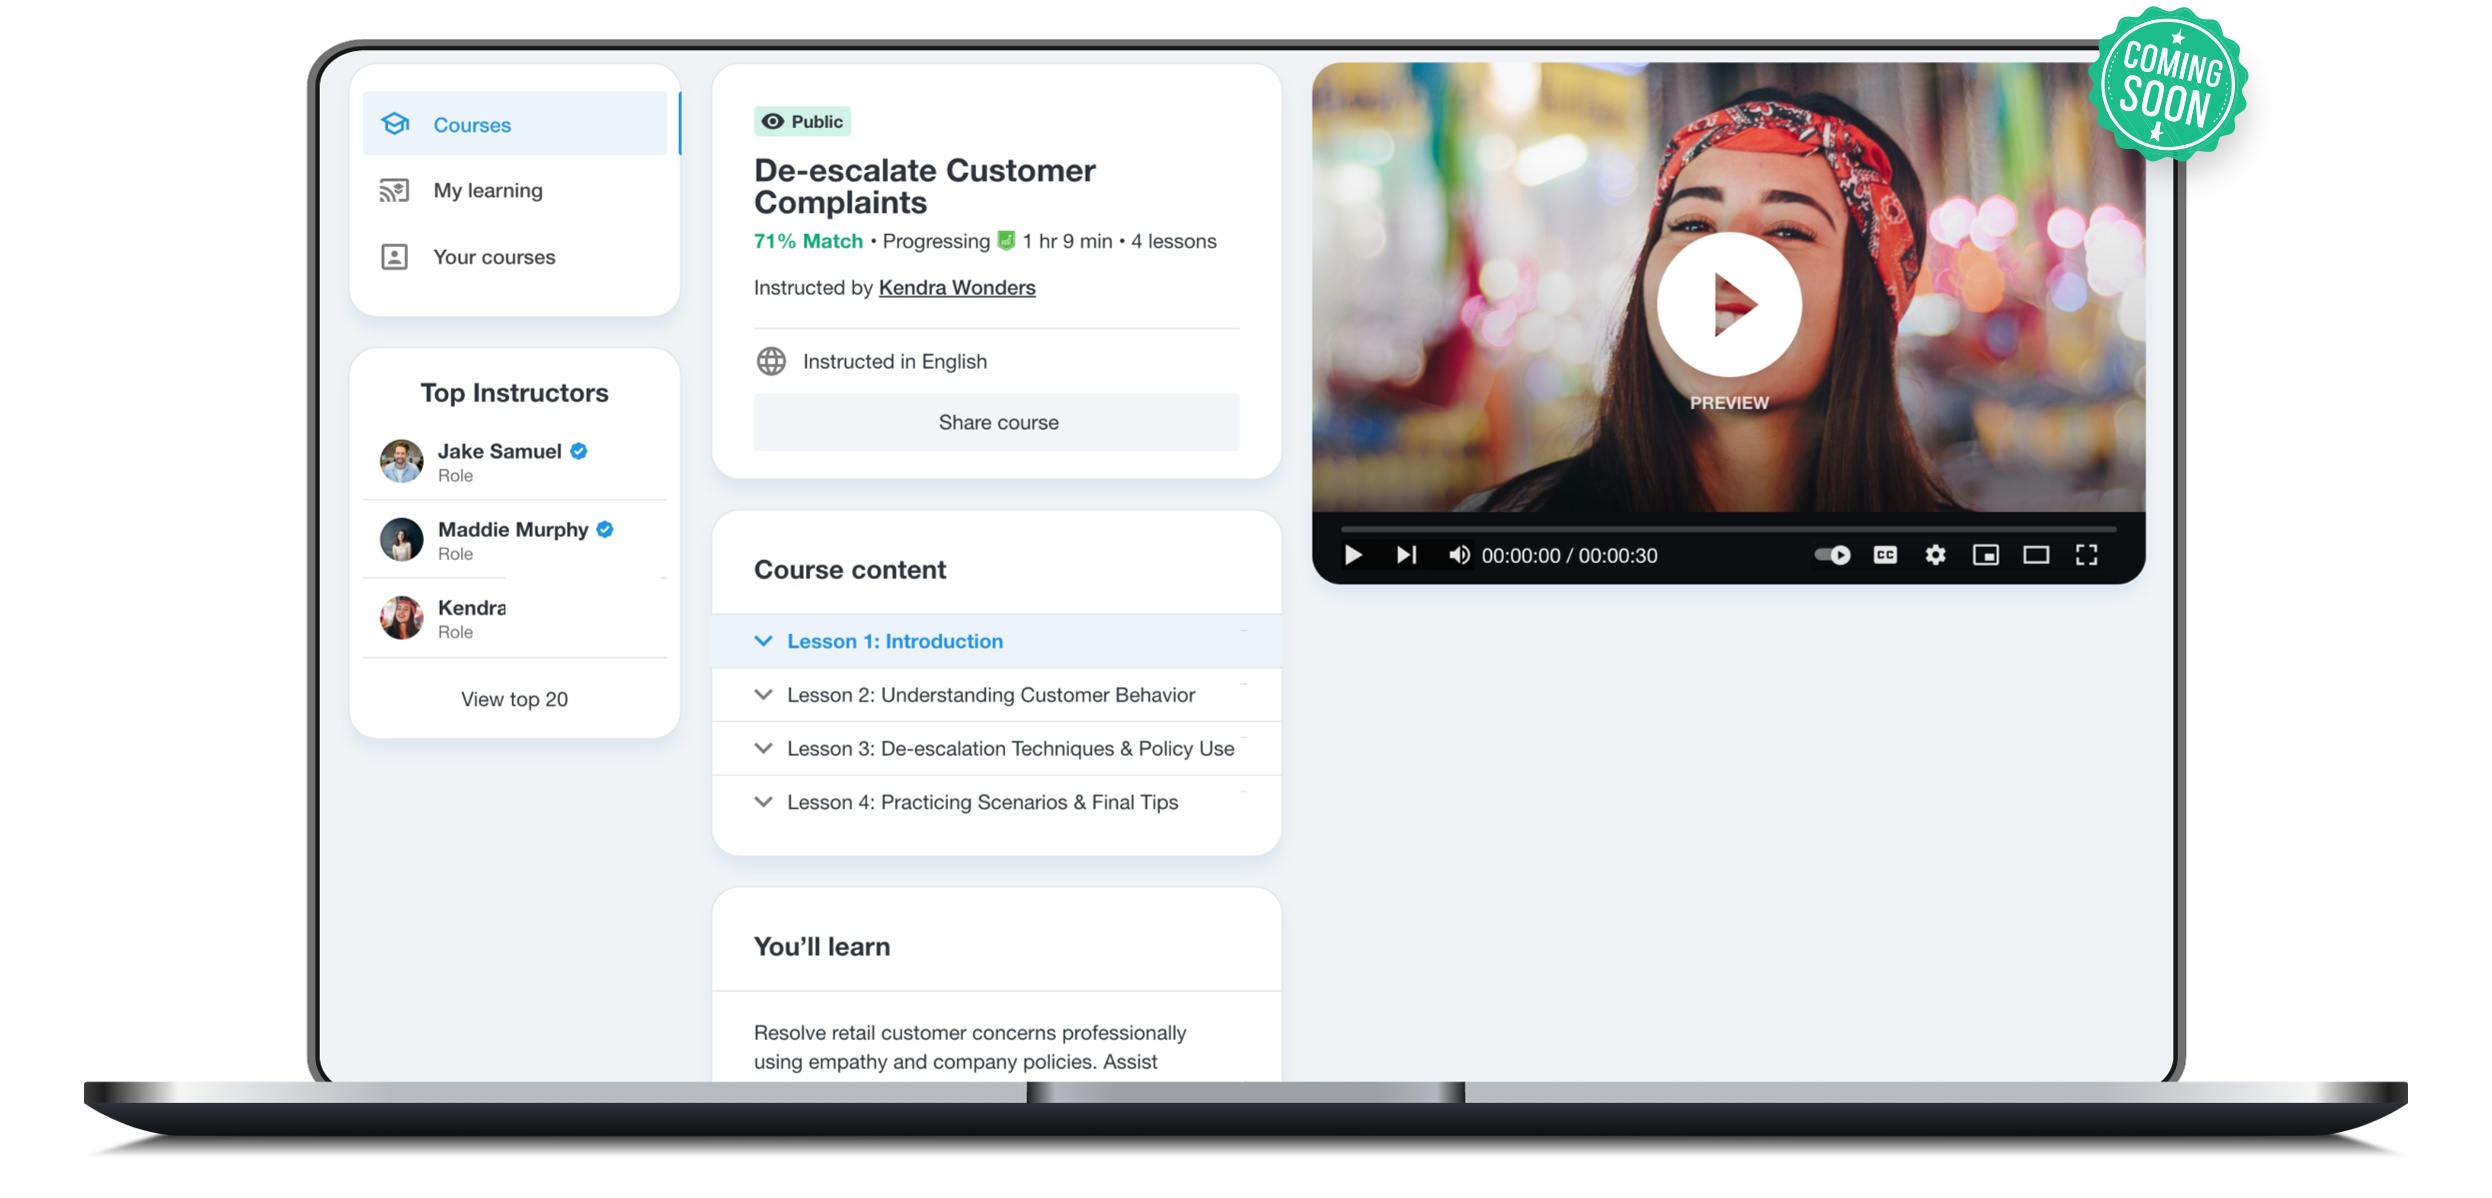 COMING
SOON
Courses
My learning
Your courses
Top Instructors
Jake Samuel
Role
Maddie Murphy
Role
Kendra
Role
View top 20
Public
De-escalate Customer
Complaints
71% Match • Progressing 1 hr 9 min • 4 lessons
Instructed by Kendra Wonders
Instructed in English
Share course
Course content
Lesson 1: Introduction
Lesson 2: Understanding Customer Behavior
Lesson 3: De-escalation Techniques & Policy Use
Lesson 4: Practicing Scenarios & Final Tips
You’ll learn
Resolve retail customer concerns professionally
using empathy and company policies. Assist
PREVIEW
00:00:00 / 00:00:30
CC